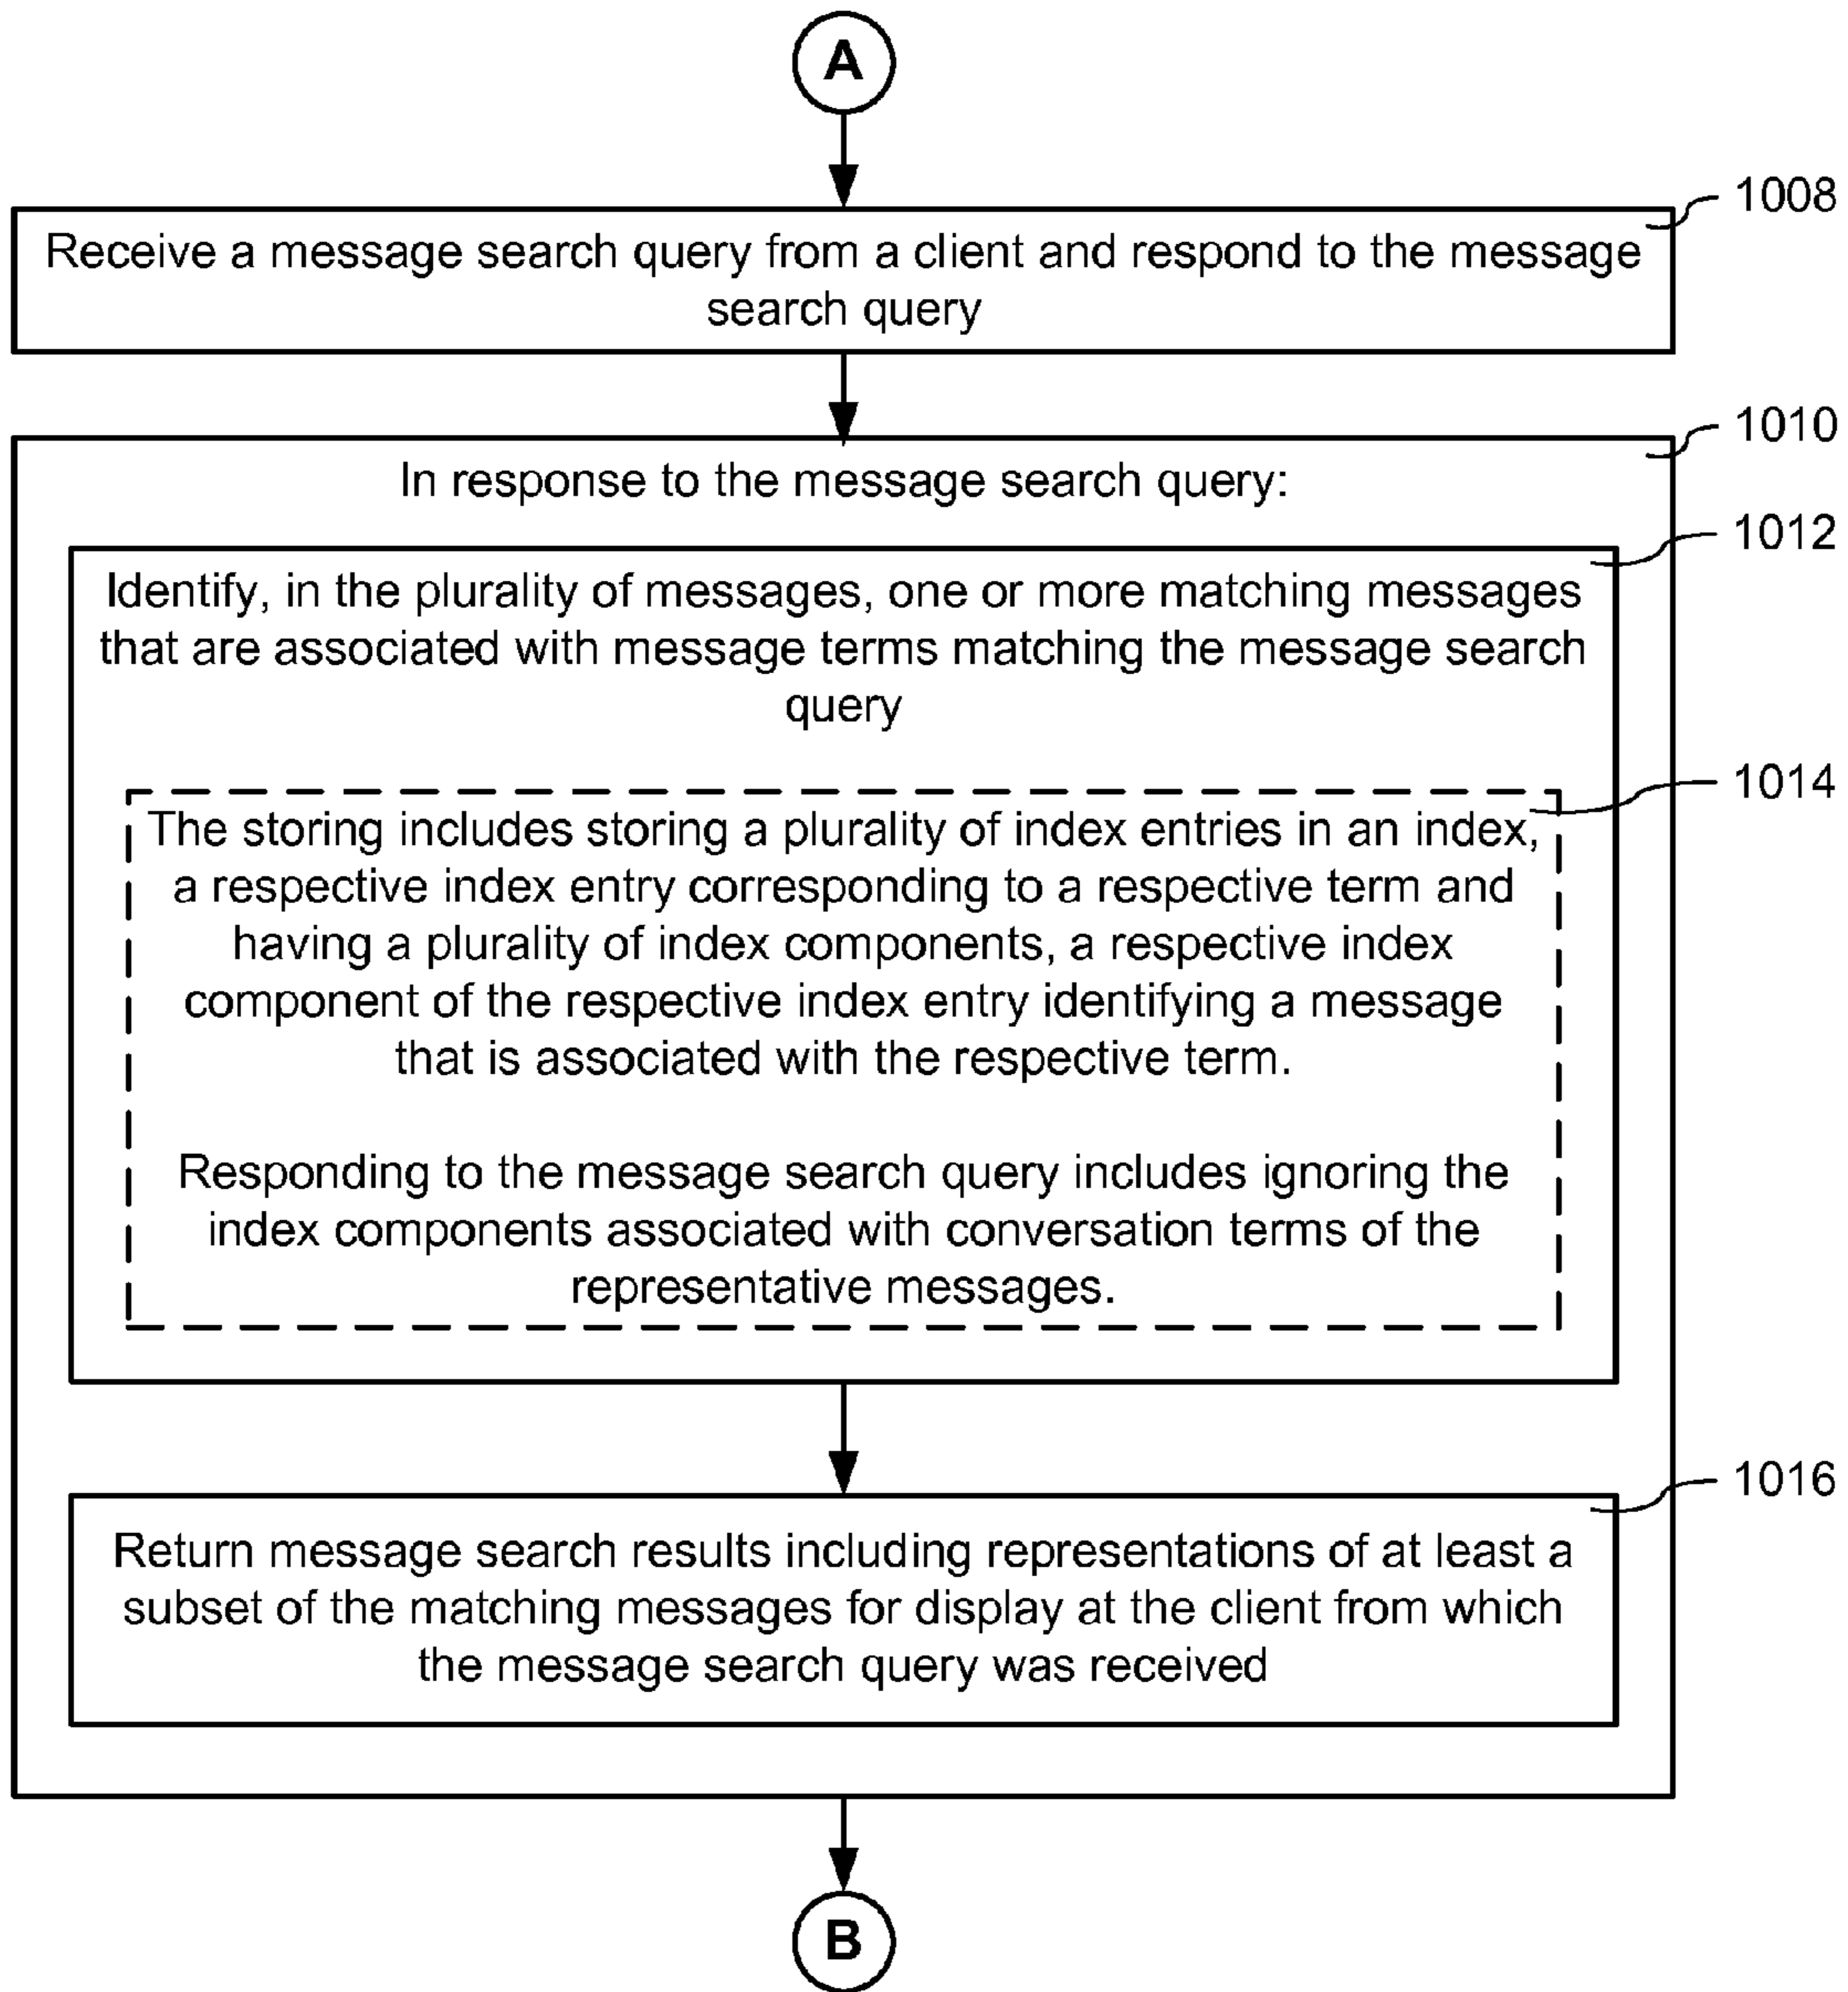 A
1008
Receive a message search query from a client and respond to the message
search query
1010
In response to the message search query:
1012
Identify, in the plurality of messages, one or more matching messages
that are associated with message terms matching the message search
query
1014
The storing includes storing a plurality of index entries in an index,
a respective index entry corresponding to a respective term and
having a plurality of index components, a respective index
component of the respective index entry identifying a message
that is associated with the respective term.
Responding to the message search query includes ignoring the
index components associated with conversation terms of the
representative messages.
1016
Return message search results including representations of at least a
subset of the matching messages for display at the client from which
the message search query was received
B